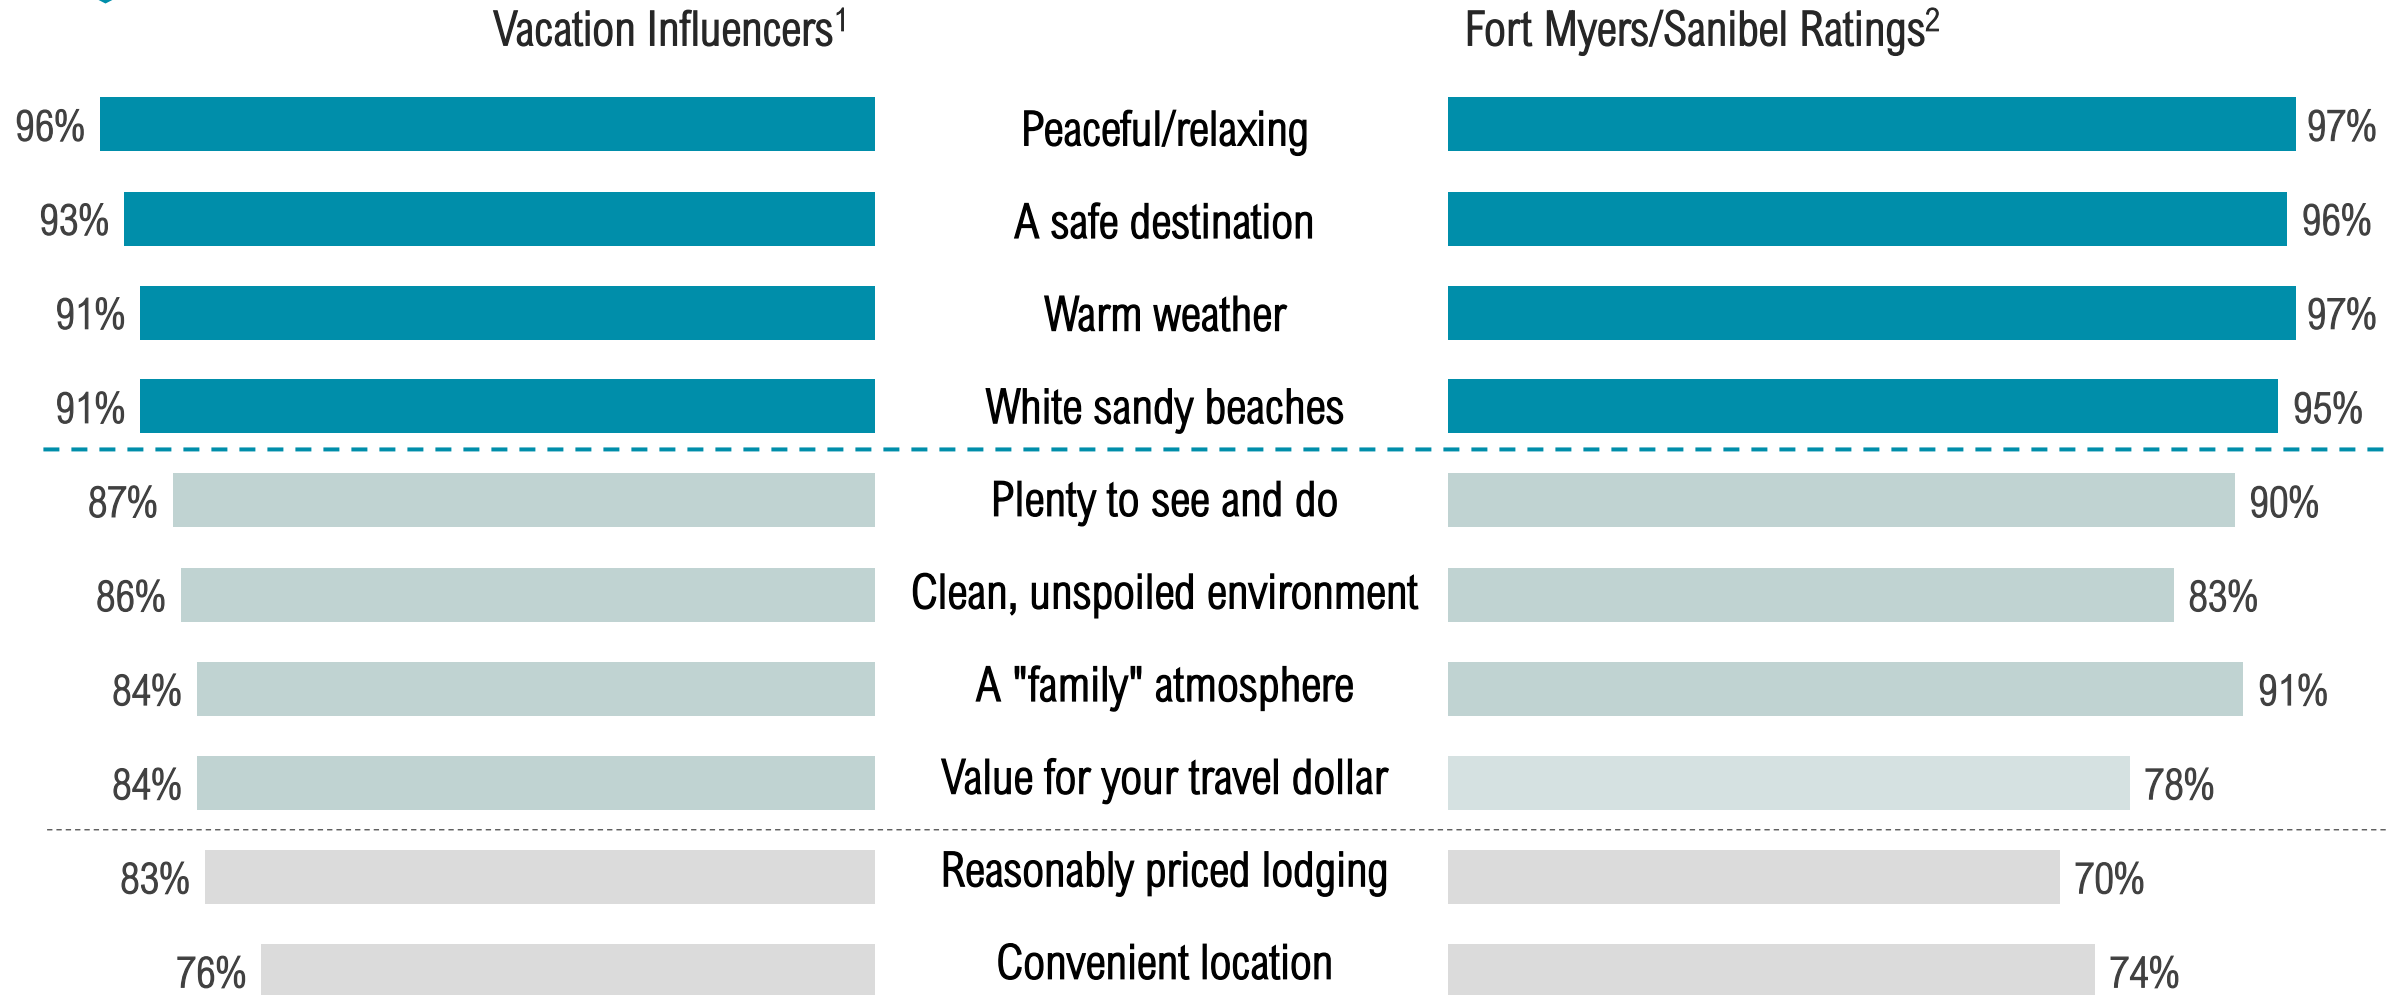 Vacation Influencers1 Fort Myers/Sanibel Ratings2
96% Peaceful/relaxing 97%
93% A safe destination 96%
91% Warm weather 97%
91% White sandy beaches 95%
87% Plenty to see and do 90%
86% Clean, unspoiled environment 83%
84% A "family" atmosphere 91%
84% Value for your travel dollar 78%
83% Reasonably priced lodging 70%
76% Convenient location 74%